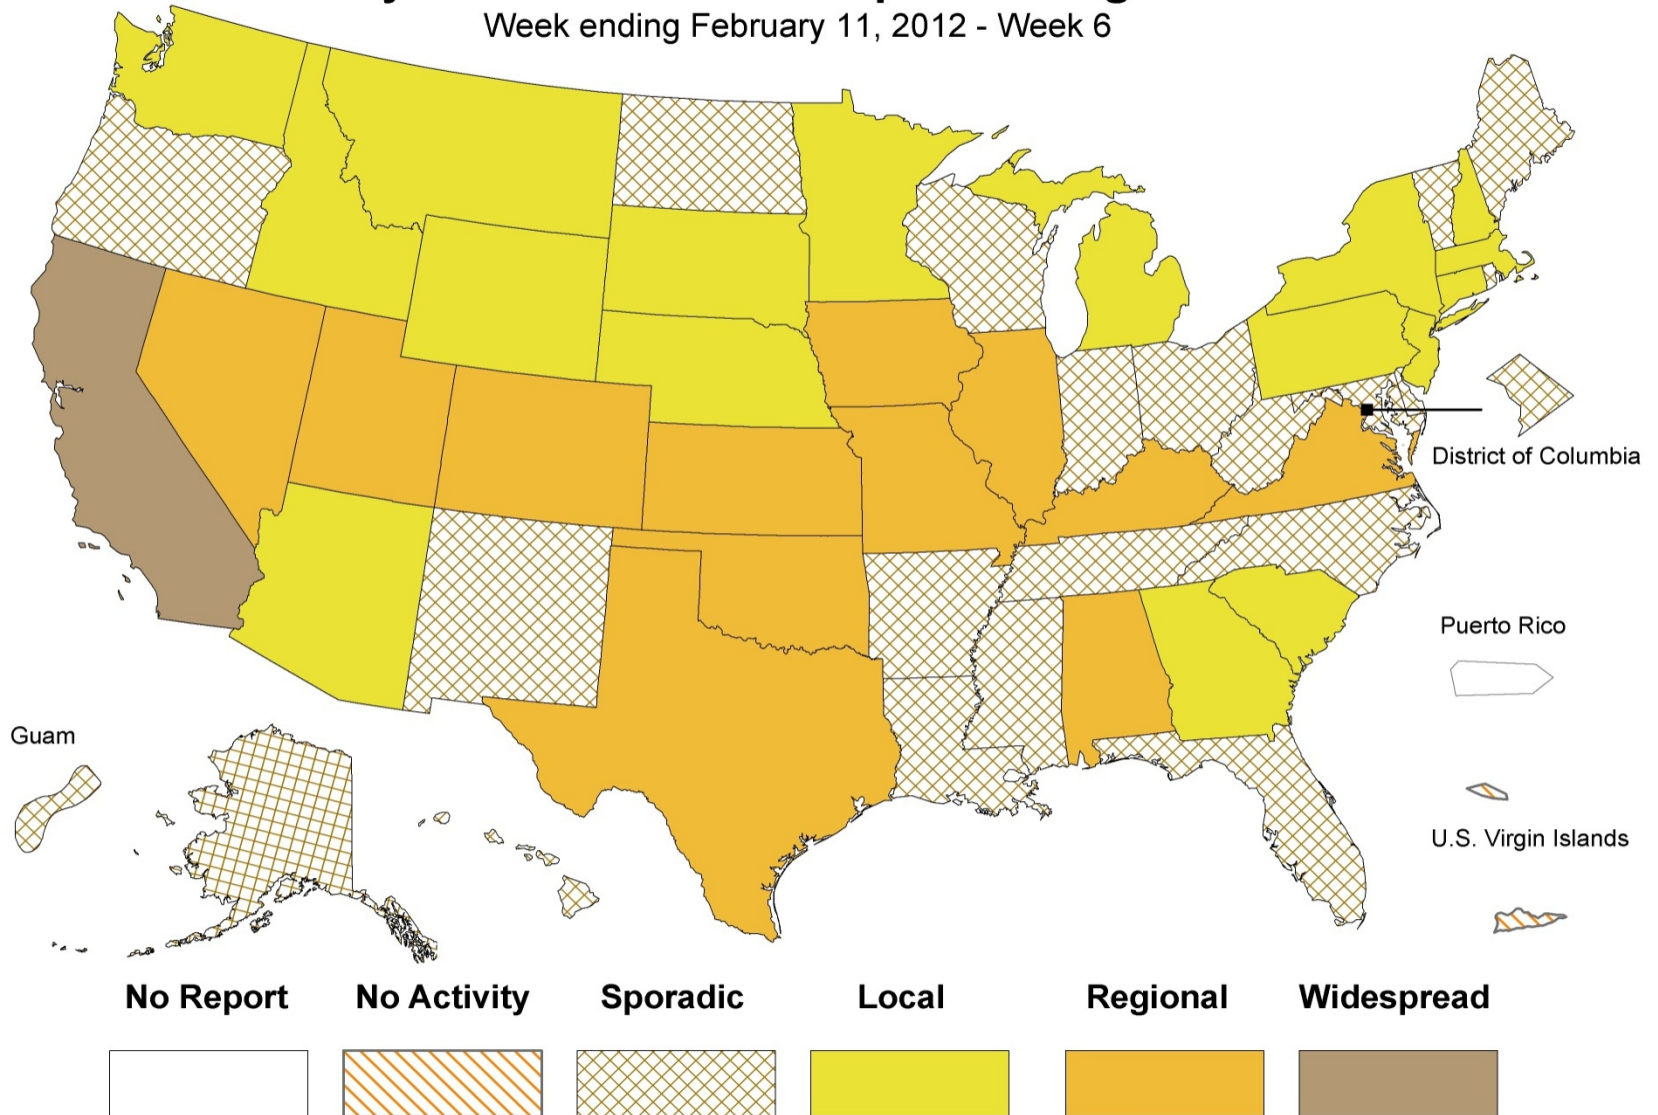 Week ending February 11, 2012 - Week 6
District of Columbia
Puerto Rico
Guam
U.S. Virgin Islands
No Report No Activity Sporadic Local Regional Widespread